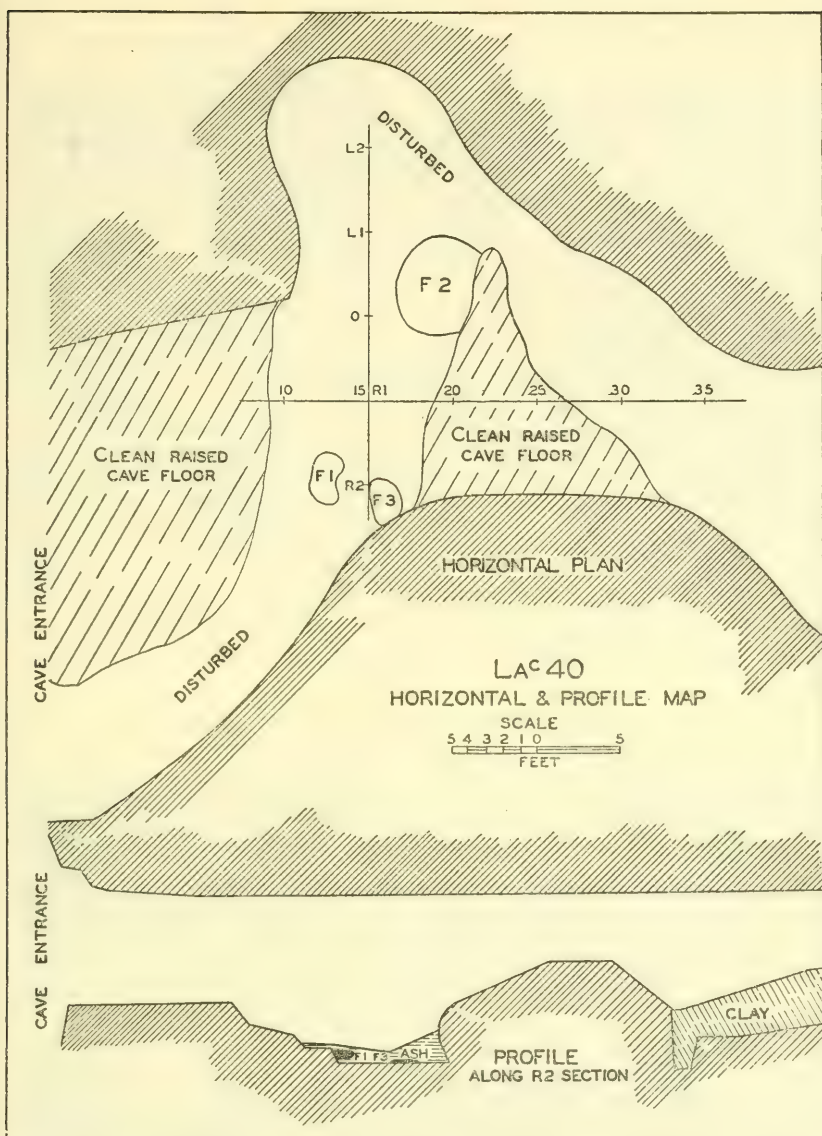 DISTURBED
L2
L1
F 2
0
10 15 R1 20 25 30 35
CLEAN RAISED
CAVE FLOOR
CLEAN RAISED
CAVE FLOOR
F1
R2
F3
HORIZONTAL PLAN
CAVE ENTRANCE
DISTURBED
LAC 40
HORIZONTAL & PROFILE MAP
SCALE
5 4 3 2 1 0 5
FEET
CAVE ENTRANCE
CLAY
F1 F3 ASH
PROFILE
ALONG R2 SECTION